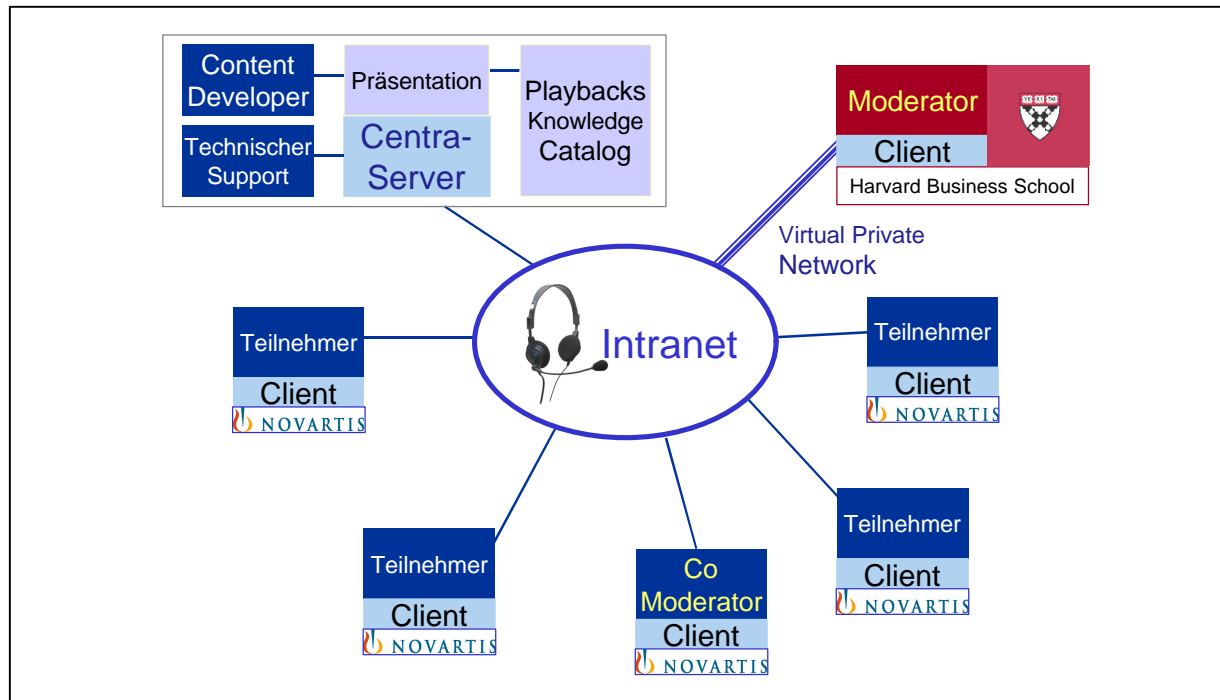 Content
Developer
Präsentation
Playbacks
Knowledge
Catalog
Technischer
Support
Centra-
Server
Moderator
Client
Harvard Business School
Virtual Private
Network
Intranet
Teilnehmer
Client
NOVARTIS
Teilnehmer
Client
NOVARTIS
Teilnehmer
Client
NOVARTIS
Co
Moderator
Client
NOVARTIS
Teilnehmer
Client
NOVARTIS